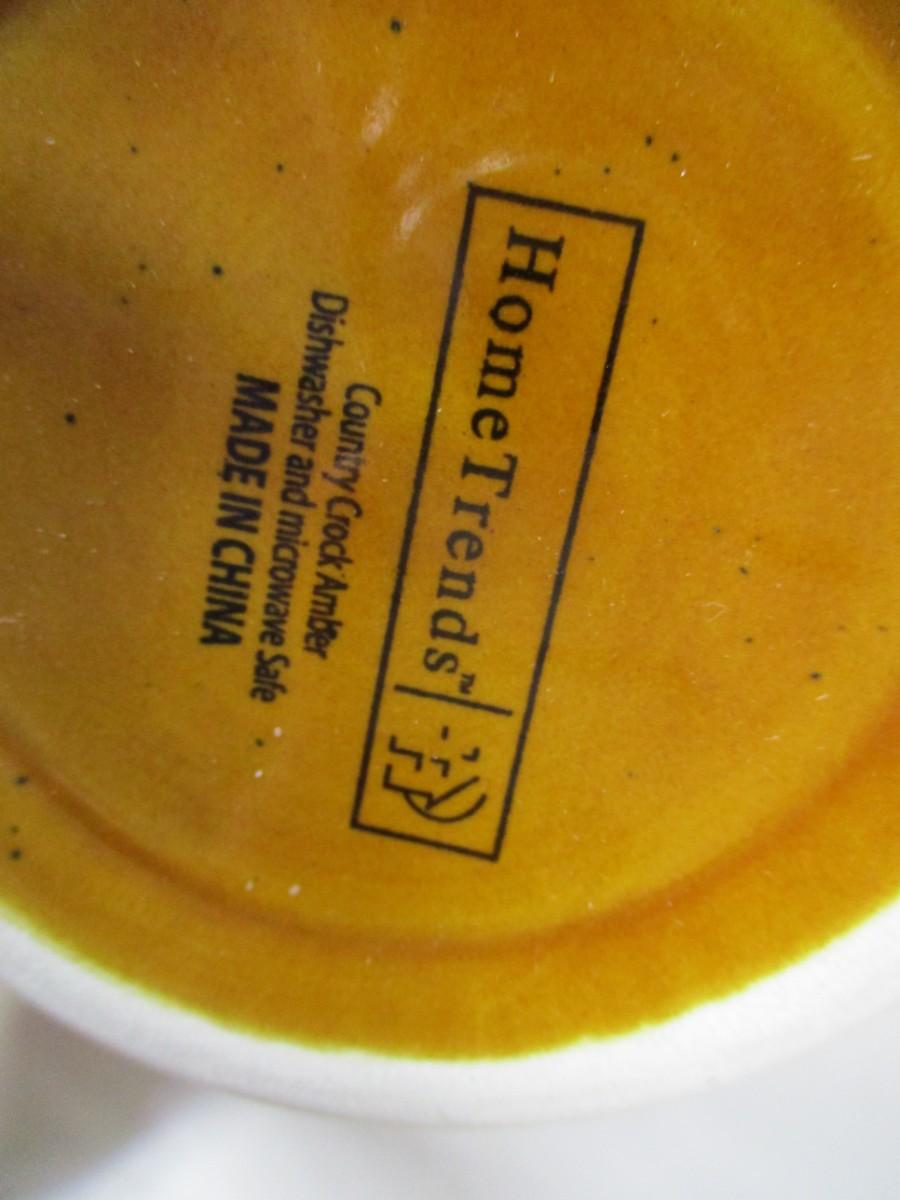 HomeTrends™
Country Crock Amber
Dishwasher and microwave Safe
MADE IN CHINA